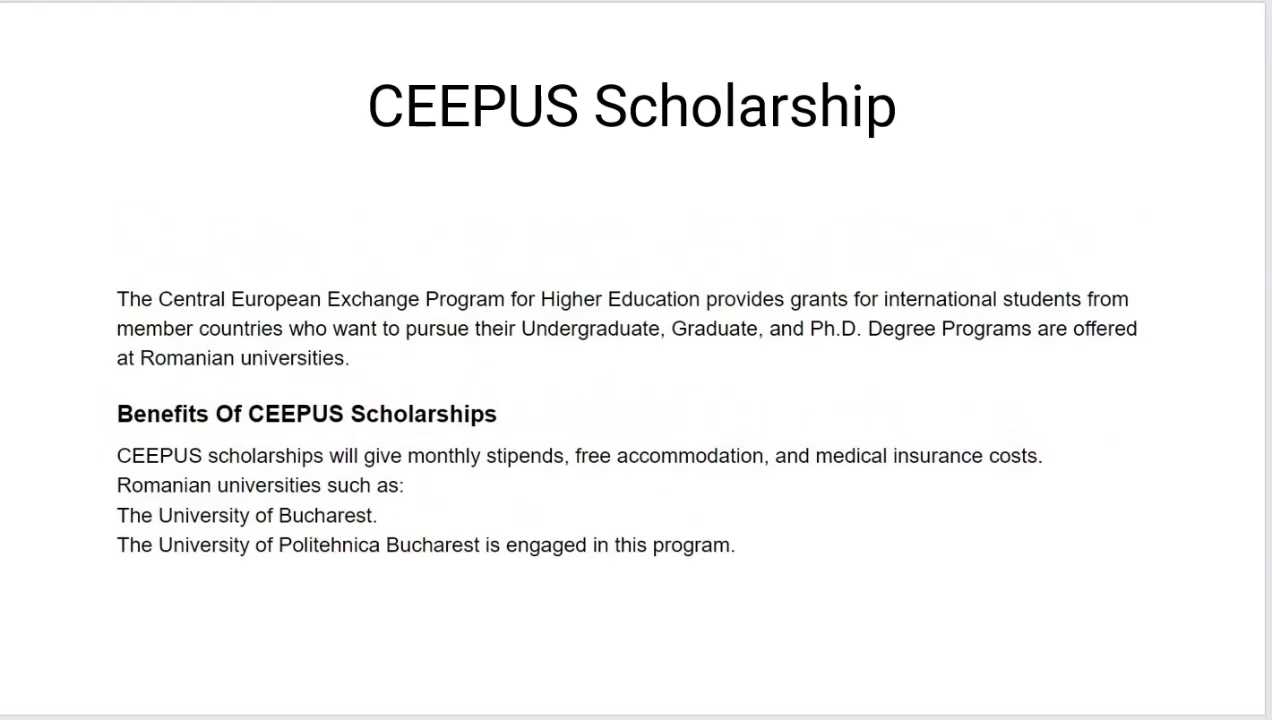 CEEPUS Scholarship
The Central European Exchange Program for Higher Education provides grants for international students from
member countries who want to pursue their Undergraduate, Graduate, and Ph.D. Degree Programs are offered
at Romanian universities.
Benefits Of CEEPUS Scholarships
CEEPUS scholarships will give monthly stipends, free accommodation, and medical insurance costs.
Romanian universities such as:
The University of Bucharest.
The University of Politehnica Bucharest is engaged in this program.